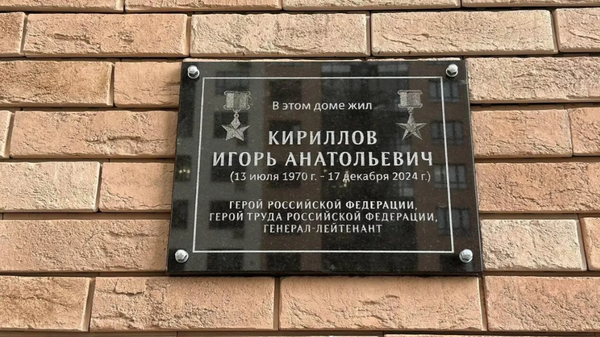 В этом доме жил
КИРИЛЛОВ
ИГОРЬ АНАТОЛЬЕВИЧ
(13 июля 1970 г. - 17 декабря 2024 г.)
ГЕРОЙ РОССИЙСКОЙ ФЕДЕРАЦИИ,
ГЕРОЙ ТРУДА РОССИЙСКОЙ ФЕДЕРАЦИИ,
ГЕНЕРАЛ-ЛЕЙТЕНАНТ